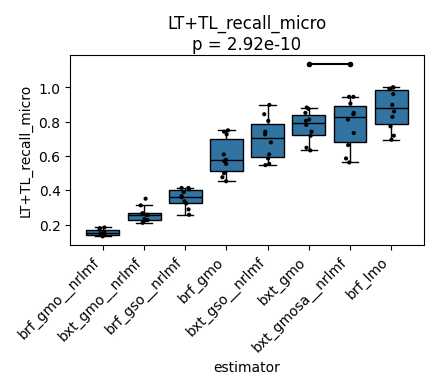 LT+TL_recall_micro
p = 2.92e-10
LT+TL_recall_micro
1.0
0.8
0.6
0.4
0.2
brf_gmo__nrlmf
bxt_gmo__nrlmf
brf_gso__nrlmf
brf_gmo
bxt_gso__nrlmf
bxt_gmo
bxt_gmosa__nrlmf
brf_lmo
estimator